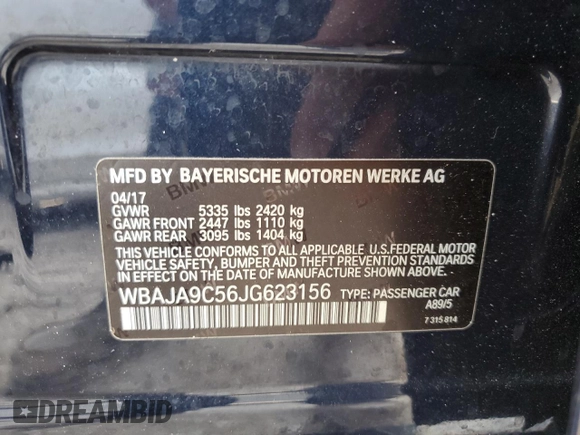 MFD BY BAYERISCHE MOTOREN WERKE AG
04/17
GVWR 5335 lbs 2420 kg
GAWR FRONT 2447 lbs 1110 kg
GAWR REAR 3095 lbs 1404 kg
THIS VEHICLE CONFORMS TO ALL APPLICABLE U.S.FEDERAL MOTOR
VEHICLE SAFETY, BUMPER AND THEFT PREVENTION STANDARDS
IN EFFECT ON THE DATE OF MANUFACTURE SHOWN ABOVE
WBAJA9C56JG623156 TYPE: PASSENGER CAR
A89/5
7 315 814
DREAMBID